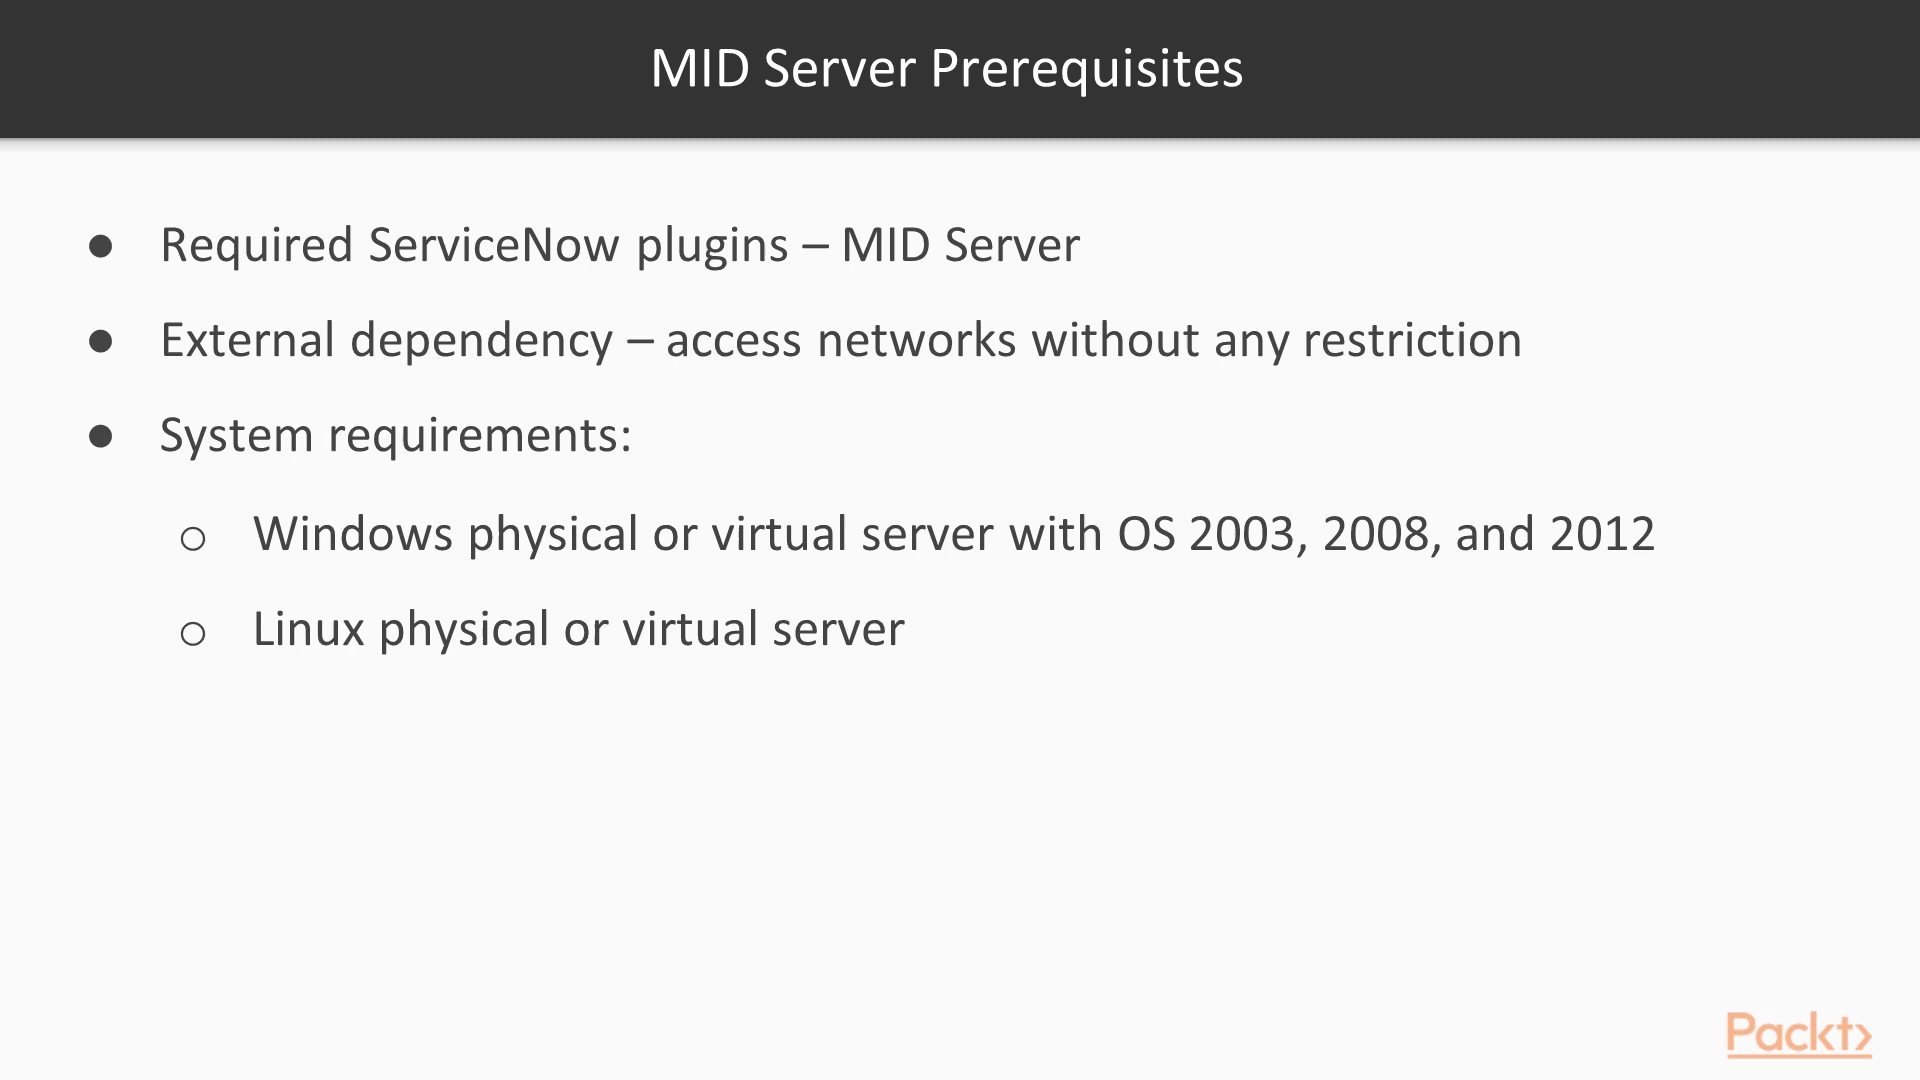 MID Server Prerequisites
● Required ServiceNow plugins – MID Server
● External dependency – access networks without any restriction
● System requirements:
○ Windows physical or virtual server with OS 2003, 2008, and 2012
○ Linux physical or virtual server
Packt>